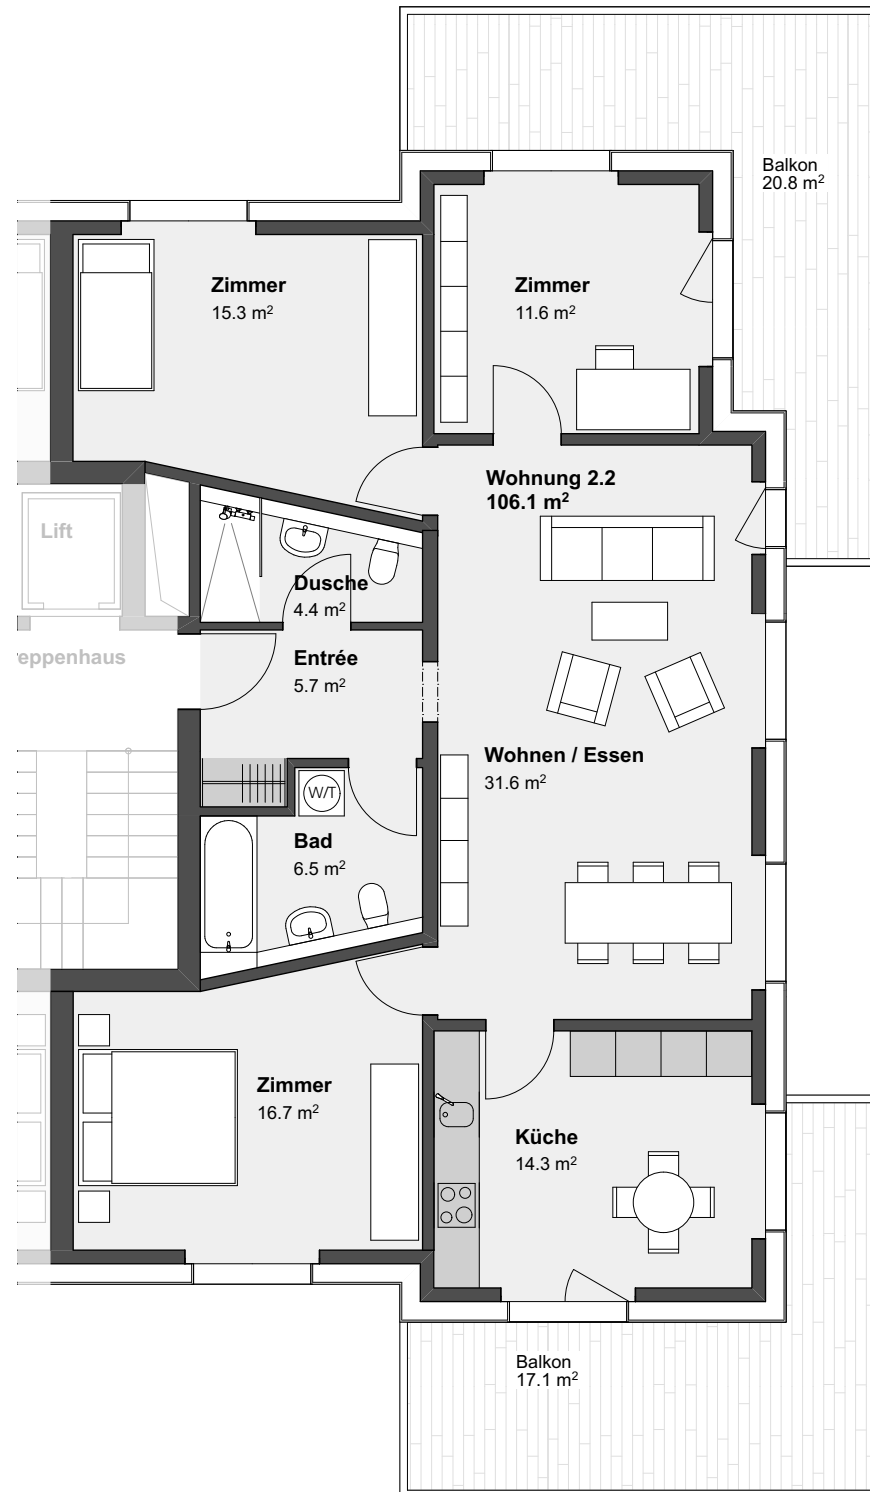 Balkon
20.8 m²
Zimmer
15.3 m²
Zimmer
11.6 m²
Wohnung 2.2
106.1 m²
Lift
Dusche
4.4 m²
eppenhaus
Entrée
5.7 m²
Wohnen / Essen
31.6 m²
W/T
Bad
6.5 m²
Zimmer
16.7 m²
Küche
14.3 m²
Balkon
17.1 m²